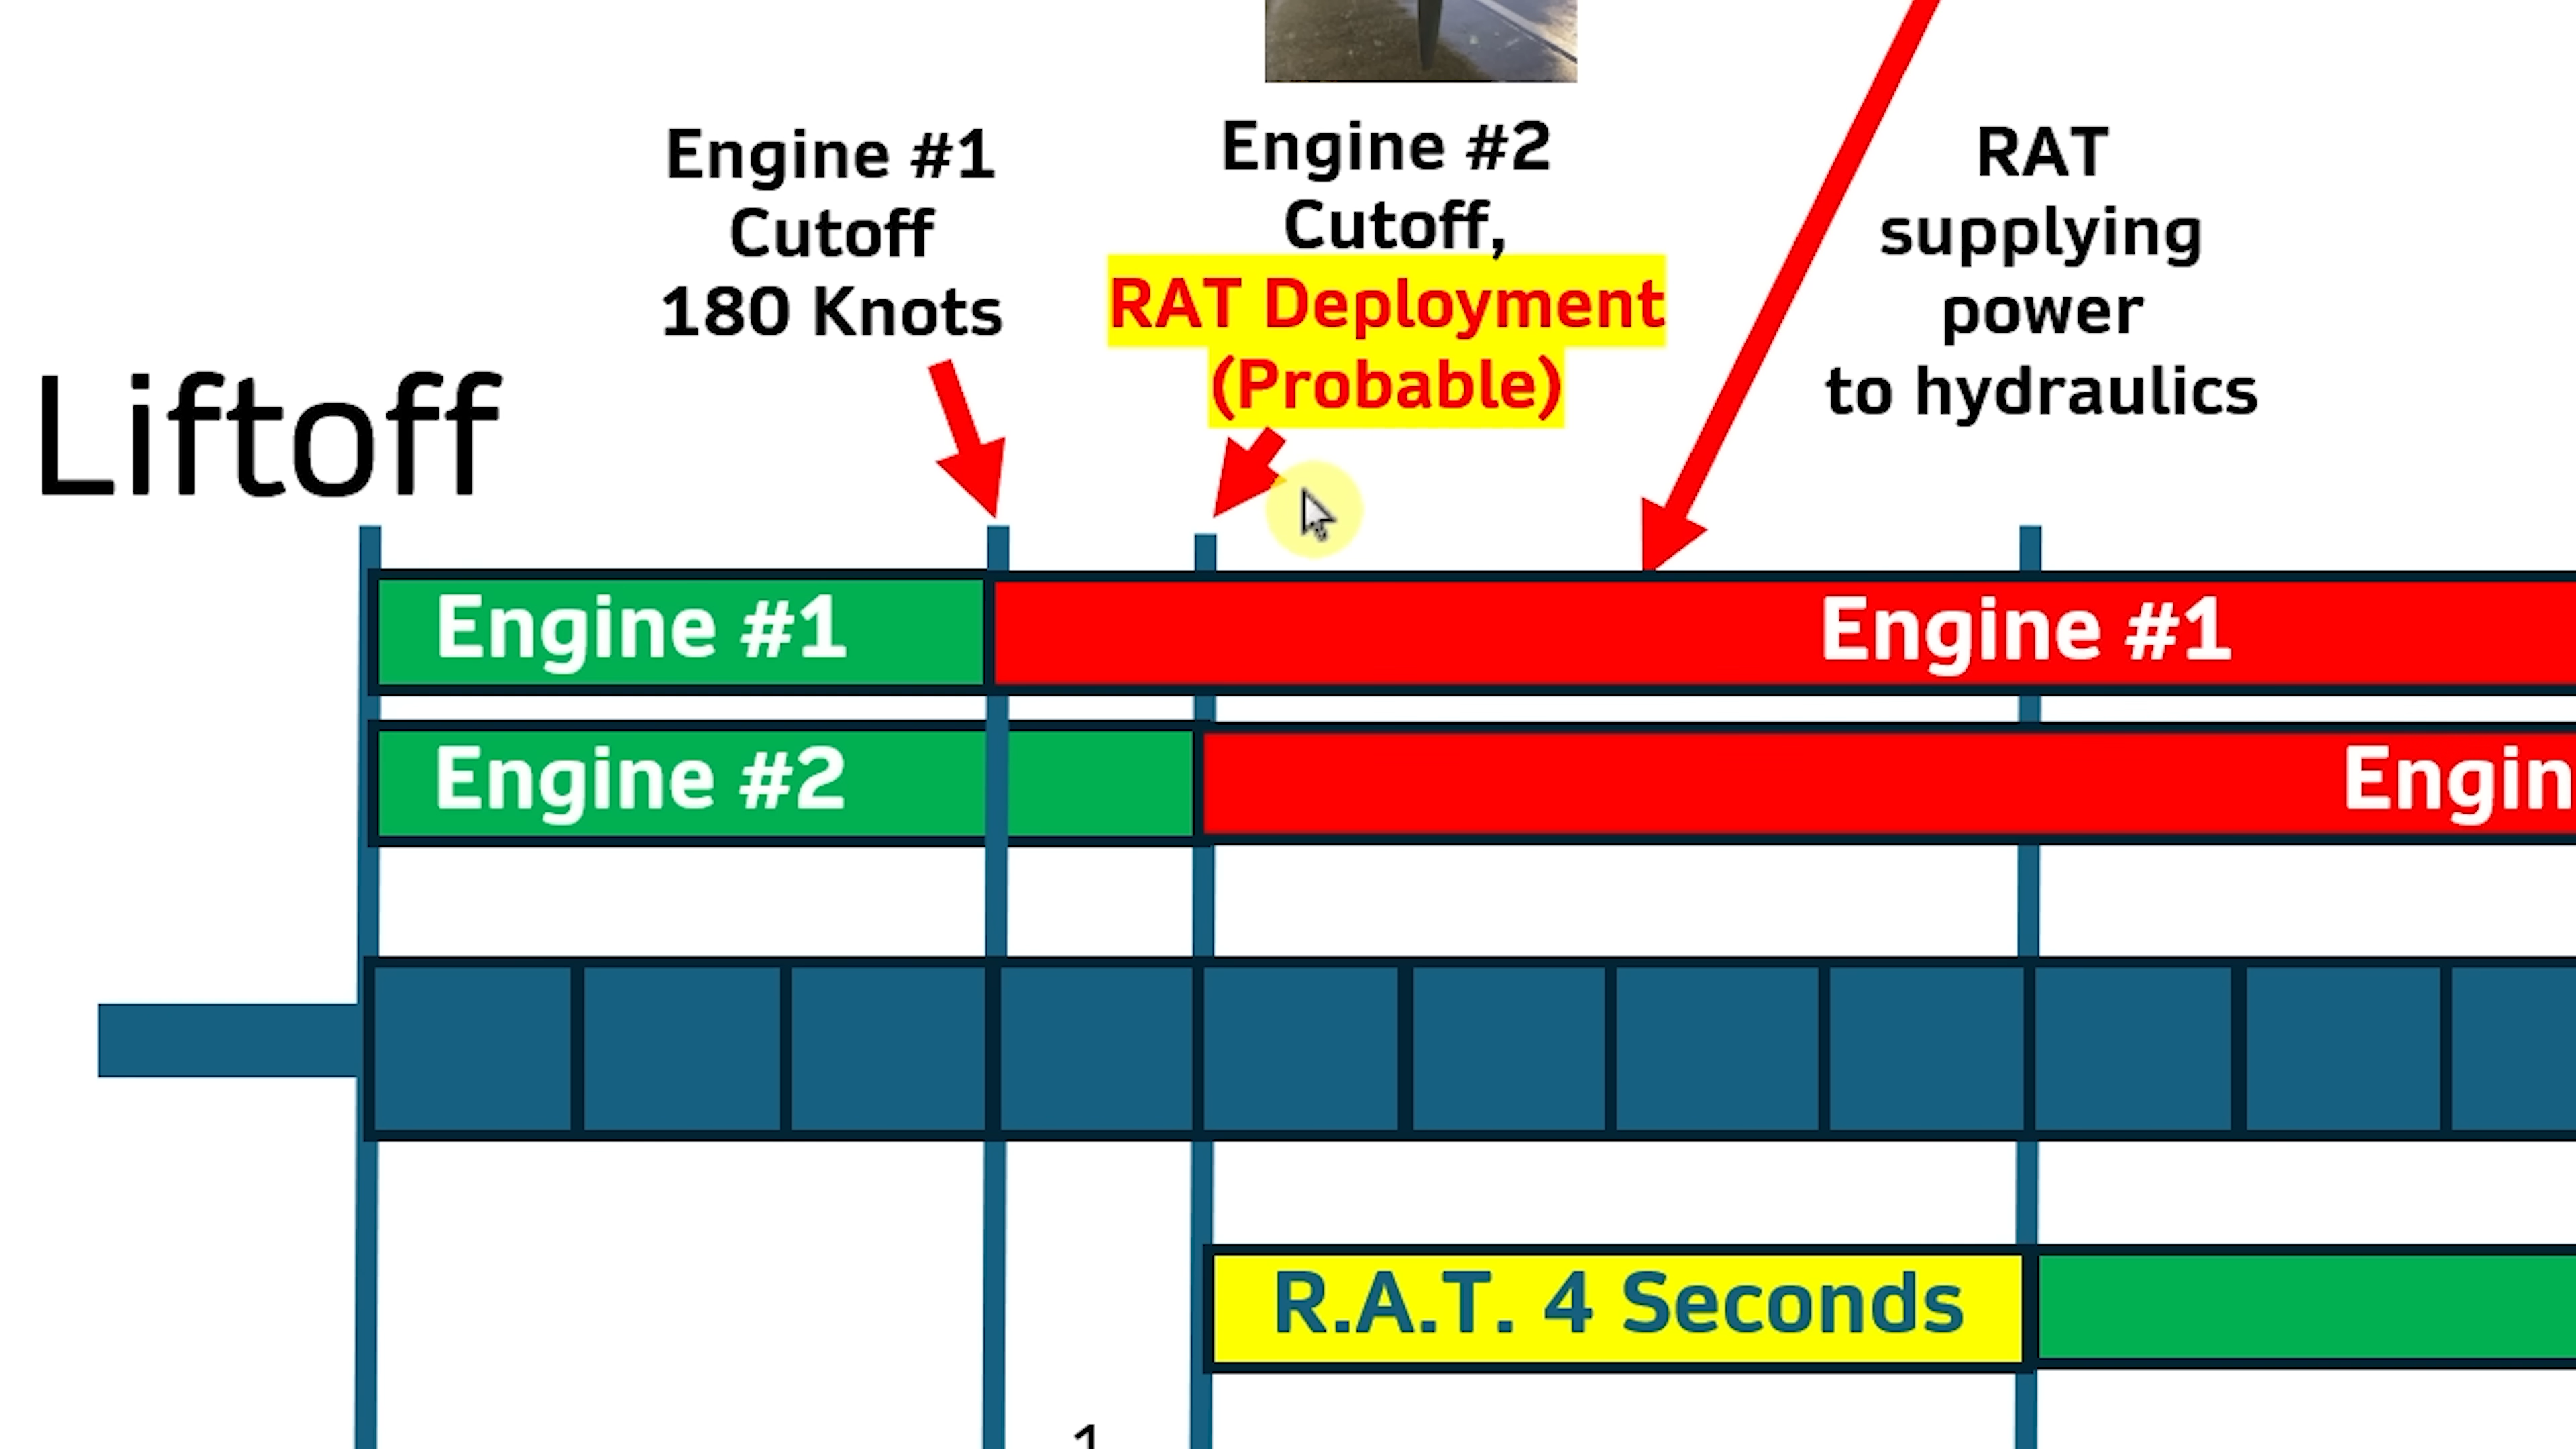 Engine #1
Cutoff
180 Knots
Engine #2
Cutoff,
RAT Deployment
(Probable)
RAT
supplying
power
to hydraulics
Liftoff
Engine #1
Engine #1
Engine #2
Engin
R.A.T. 4 Seconds
1